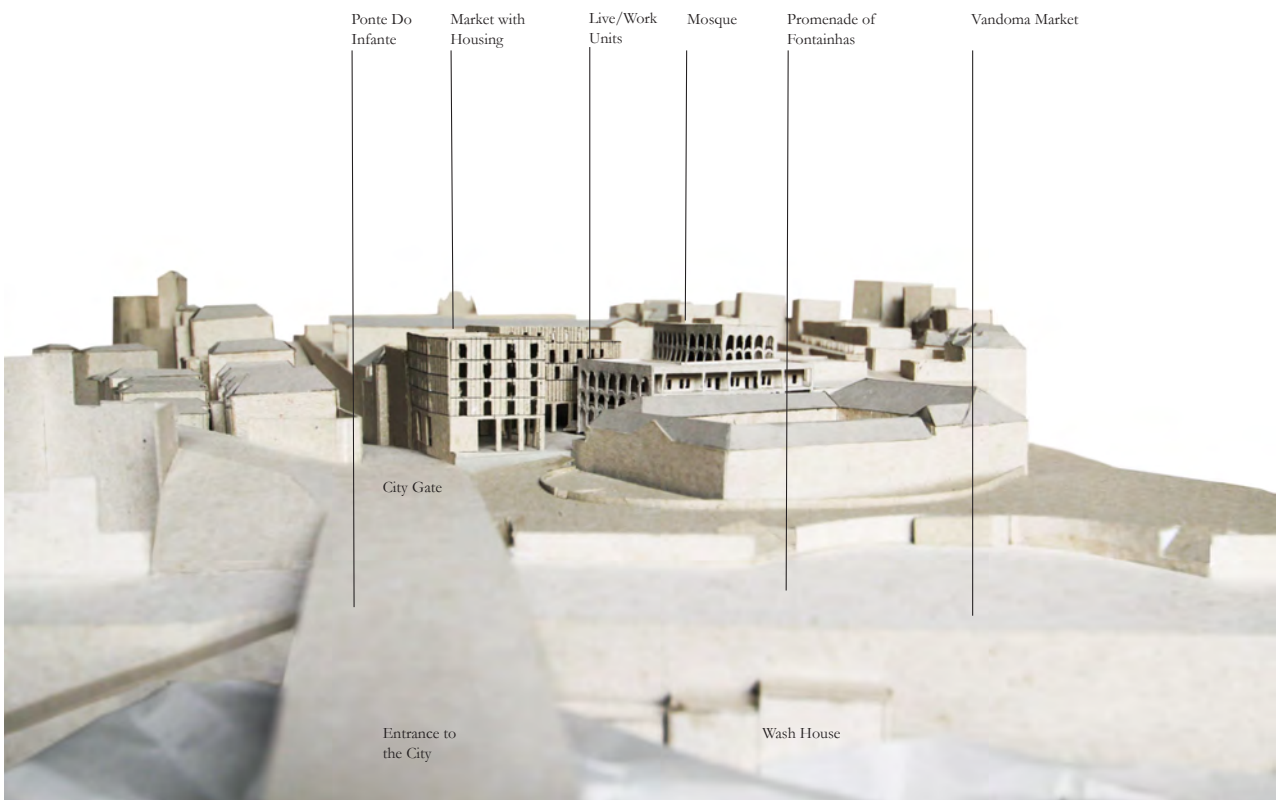 Ponte Do
Infante
Market with
Housing
Live/Work
Units
Mosque
Promenade of
Fontainhas
Vandoma Market
City Gate
Entrance to
the City
Wash House